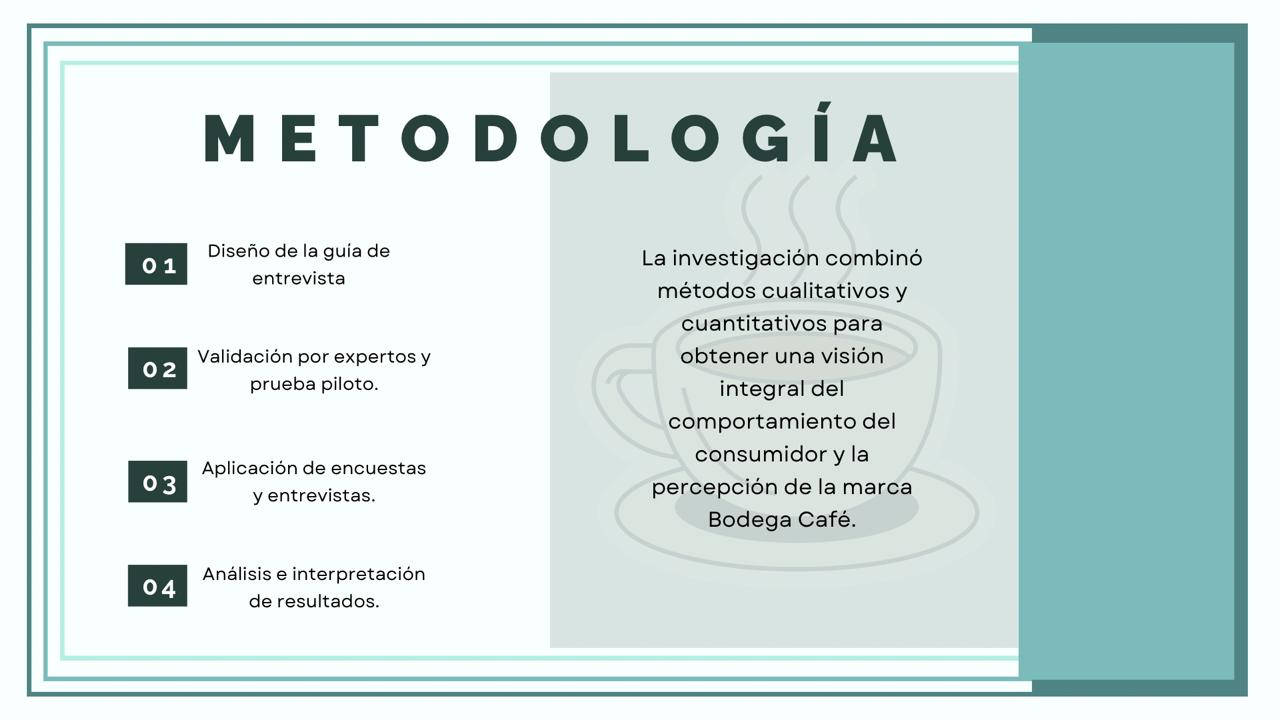 METODOLOGÍA
01
Diseño de la guía de
entrevista
02
Validación por expertos y
prueba piloto.
03
Aplicación de encuestas
y entrevistas.
04
Análisis e interpretación
de resultados.
La investigación combinó
métodos cualitativos y
cuantitativos para
obtener una visión
integral del
comportamiento del
consumidor y la
percepción de la marca
Bodega Café.